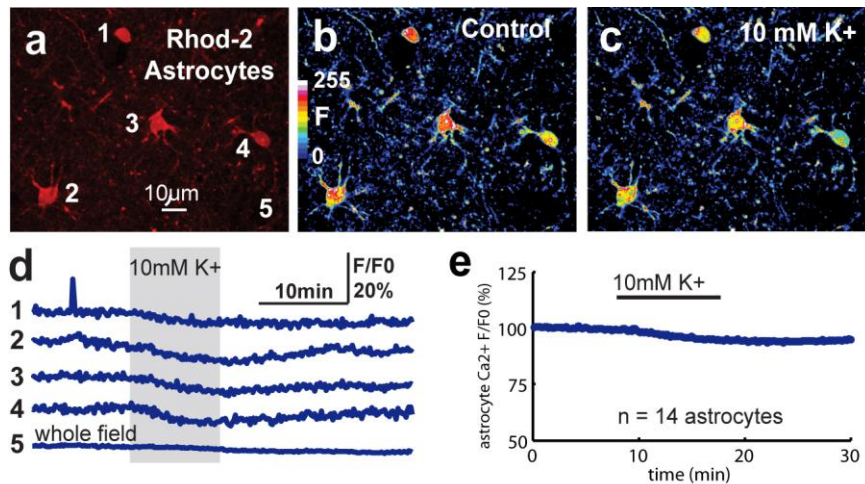 a Rhod-2
Astrocytes
1
3
4
2
10µm
5
b Control
255
F
0
c 10 mM K+
d
10mM K+
F/F0
10min 20%
1
2
3
4
whole field
5
e
10mM K+
astrocyte Ca2+ F/F0 (%)
125
100
75
50
n = 14 astrocytes
0 10 20 30
time (min)